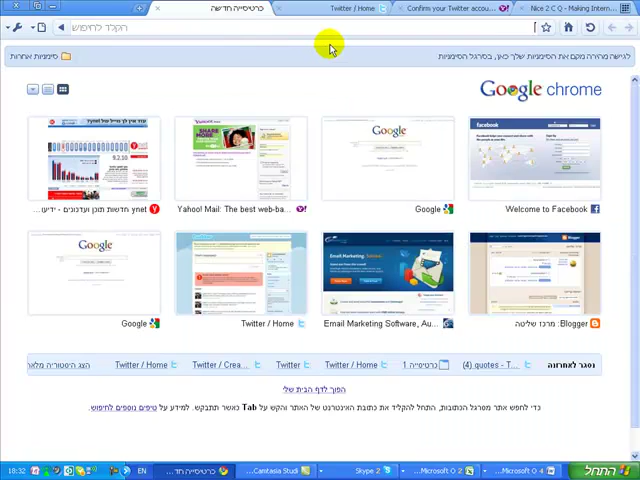 Nice 2 C Q - Making Intern...
Confirm your Twitter accou...
Twitter / Home
כרטיסייה חדשה
הקלד לחיפוש
לגישה מהירה מקם את הסימניות שלך כאן, בסרגל הסימניות
סימניות אחרות
Google chrome
Welcome to Facebook
Google
Yahoo! Mail: The best web-ba...
ynet חדשות תוכן ועדכונים - ידיעו...
Blogger: מרכז שליטה
Email Marketing Software, Au...
Twitter / Home
Google
נסגר לאחרונה
(4) quotes - T...
כרטיסייה 1
Twitter / Home
Twitter
Twitter / Crea...
Twitter / Home
הפוך לדף הבית שלי
כדי לחפש אתר מסרגל הכתובות, התחל להקליד את כתובת האינטרנט של האתר והקש על Tab כאשר תתבקש. למידע על טיפים נוספים לחיפוש.
התחל
Microsoft O 4
Microsoft O 2
Skype 2
Camtasia Studi...
כרטיסייה חד...
EN
18:32